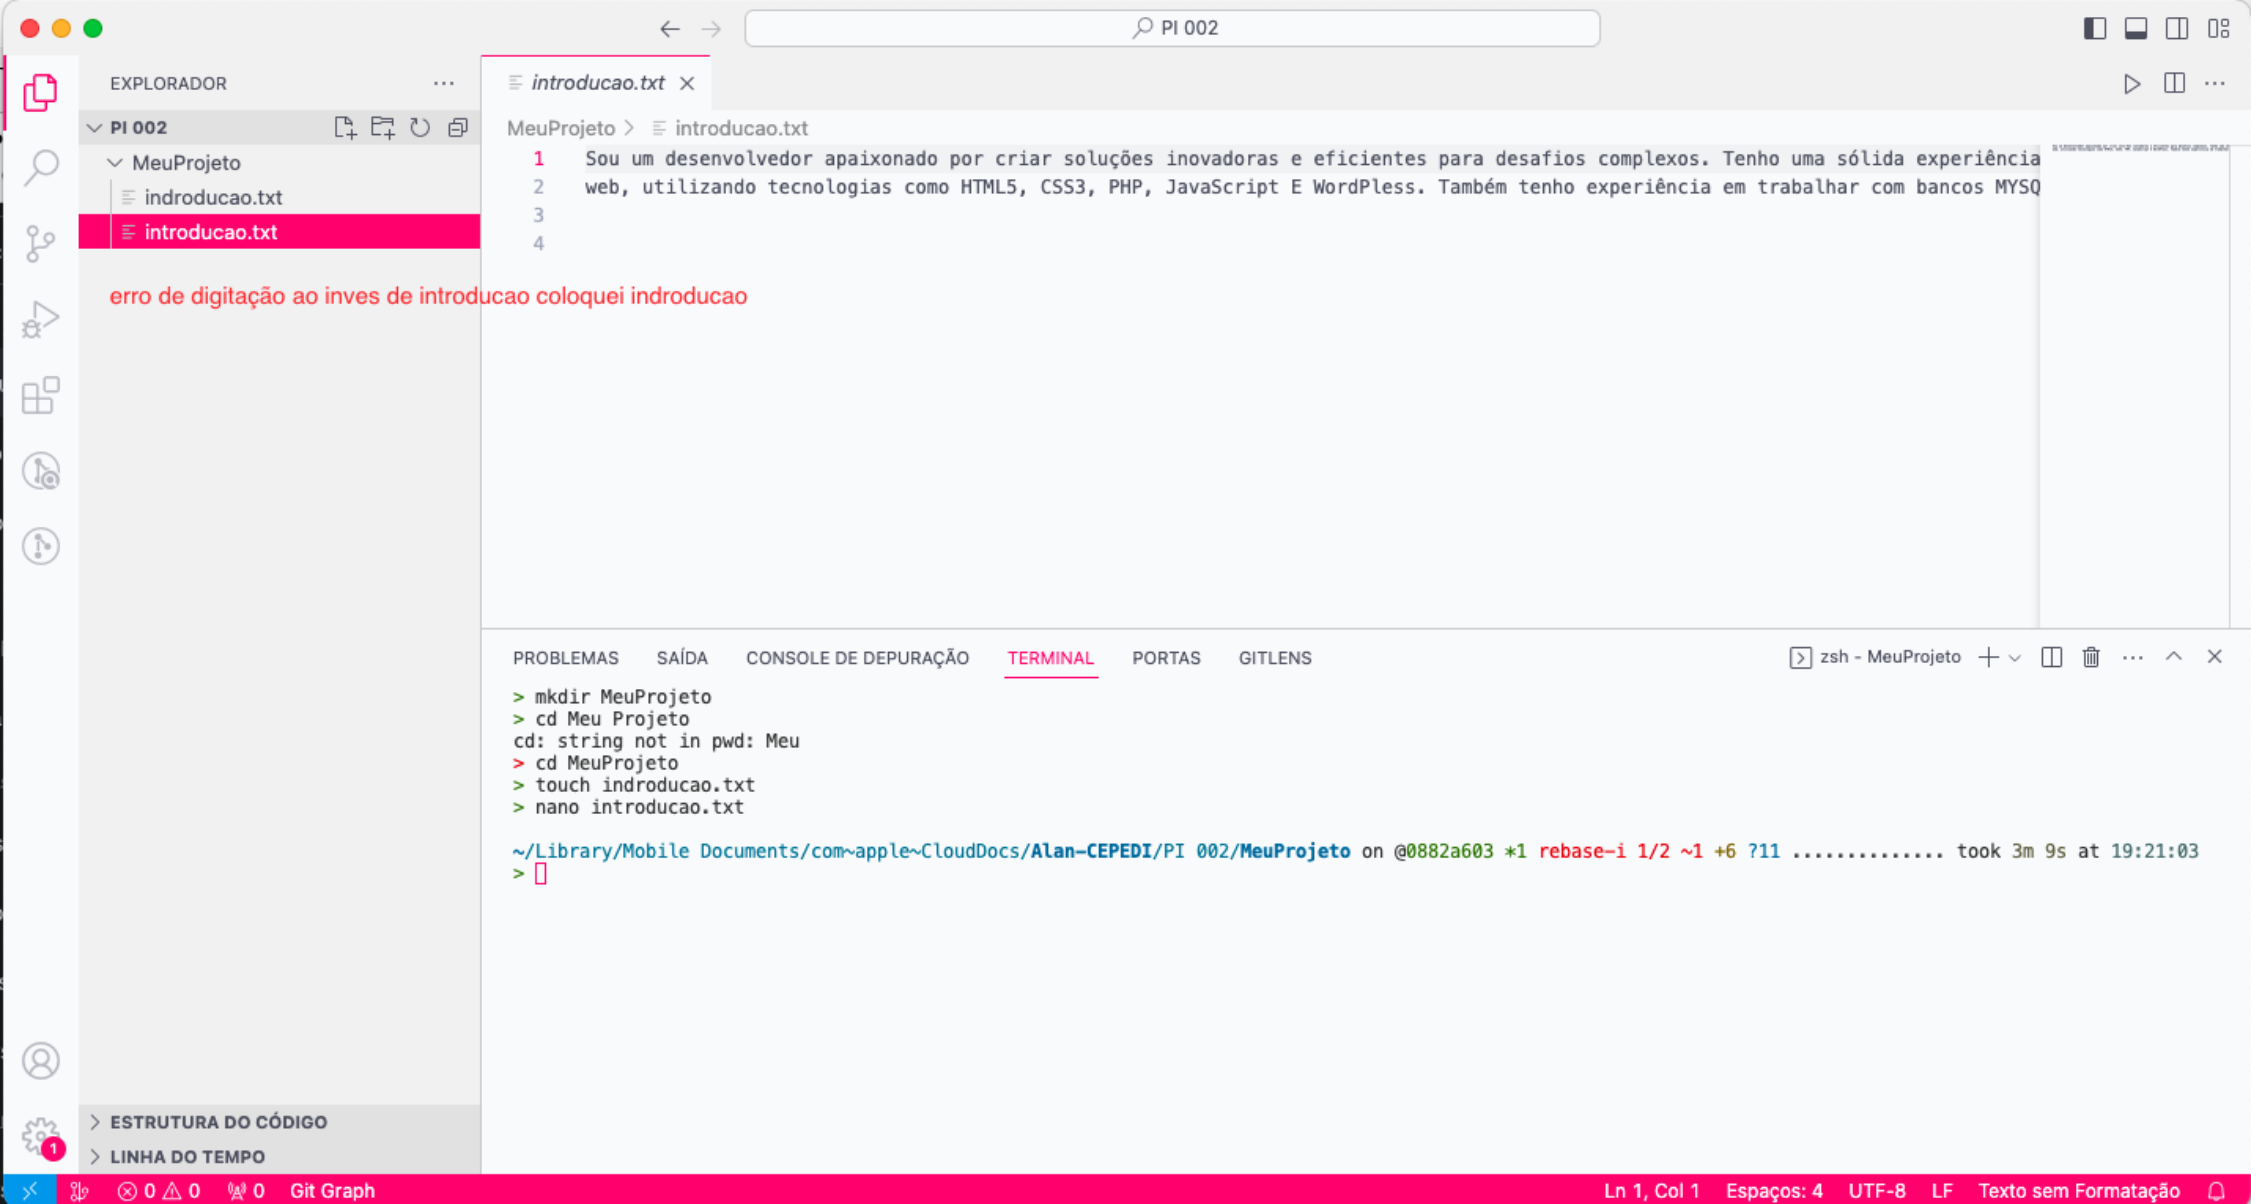 PI 002
EXPLORADOR
introducao.txt
PI 002
MeuProjeto
indroducao.txt
introducao.txt
erro de digitação ao inves de introducao coloquei indroducao
MeuProjeto > introducao.txt
1 Sou um desenvolvedor apaixonado por criar soluções inovadoras e eficientes para desafios complexos. Tenho uma sólida experiência
2 web, utilizando tecnologias como HTML5, CSS3, PHP, JavaScript E WordPless. Também tenho experiência em trabalhar com bancos MYSQ
3
4
PROBLEMAS SAÍDA CONSOLE DE DEPURAÇÃO TERMINAL PORTAS GITLENS
zsh - MeuProjeto
> mkdir MeuProjeto
> cd Meu Projeto
cd: string not in pwd: Meu
> cd MeuProjeto
> touch indroducao.txt
> nano introducao.txt
~/Library/Mobile Documents/com~apple~CloudDocs/Alan-CEPEDI/PI 002/MeuProjeto on @0882a603 *1 rebase-i 1/2 ~1 +6 ?11 .............. took 3m 9s at 19:21:03
>
ESTRUTURA DO CÓDIGO
LINHA DO TEMPO
1
0 0 0 Git Graph
Ln 1, Col 1 Espaços: 4 UTF-8 LF Texto sem Formatação